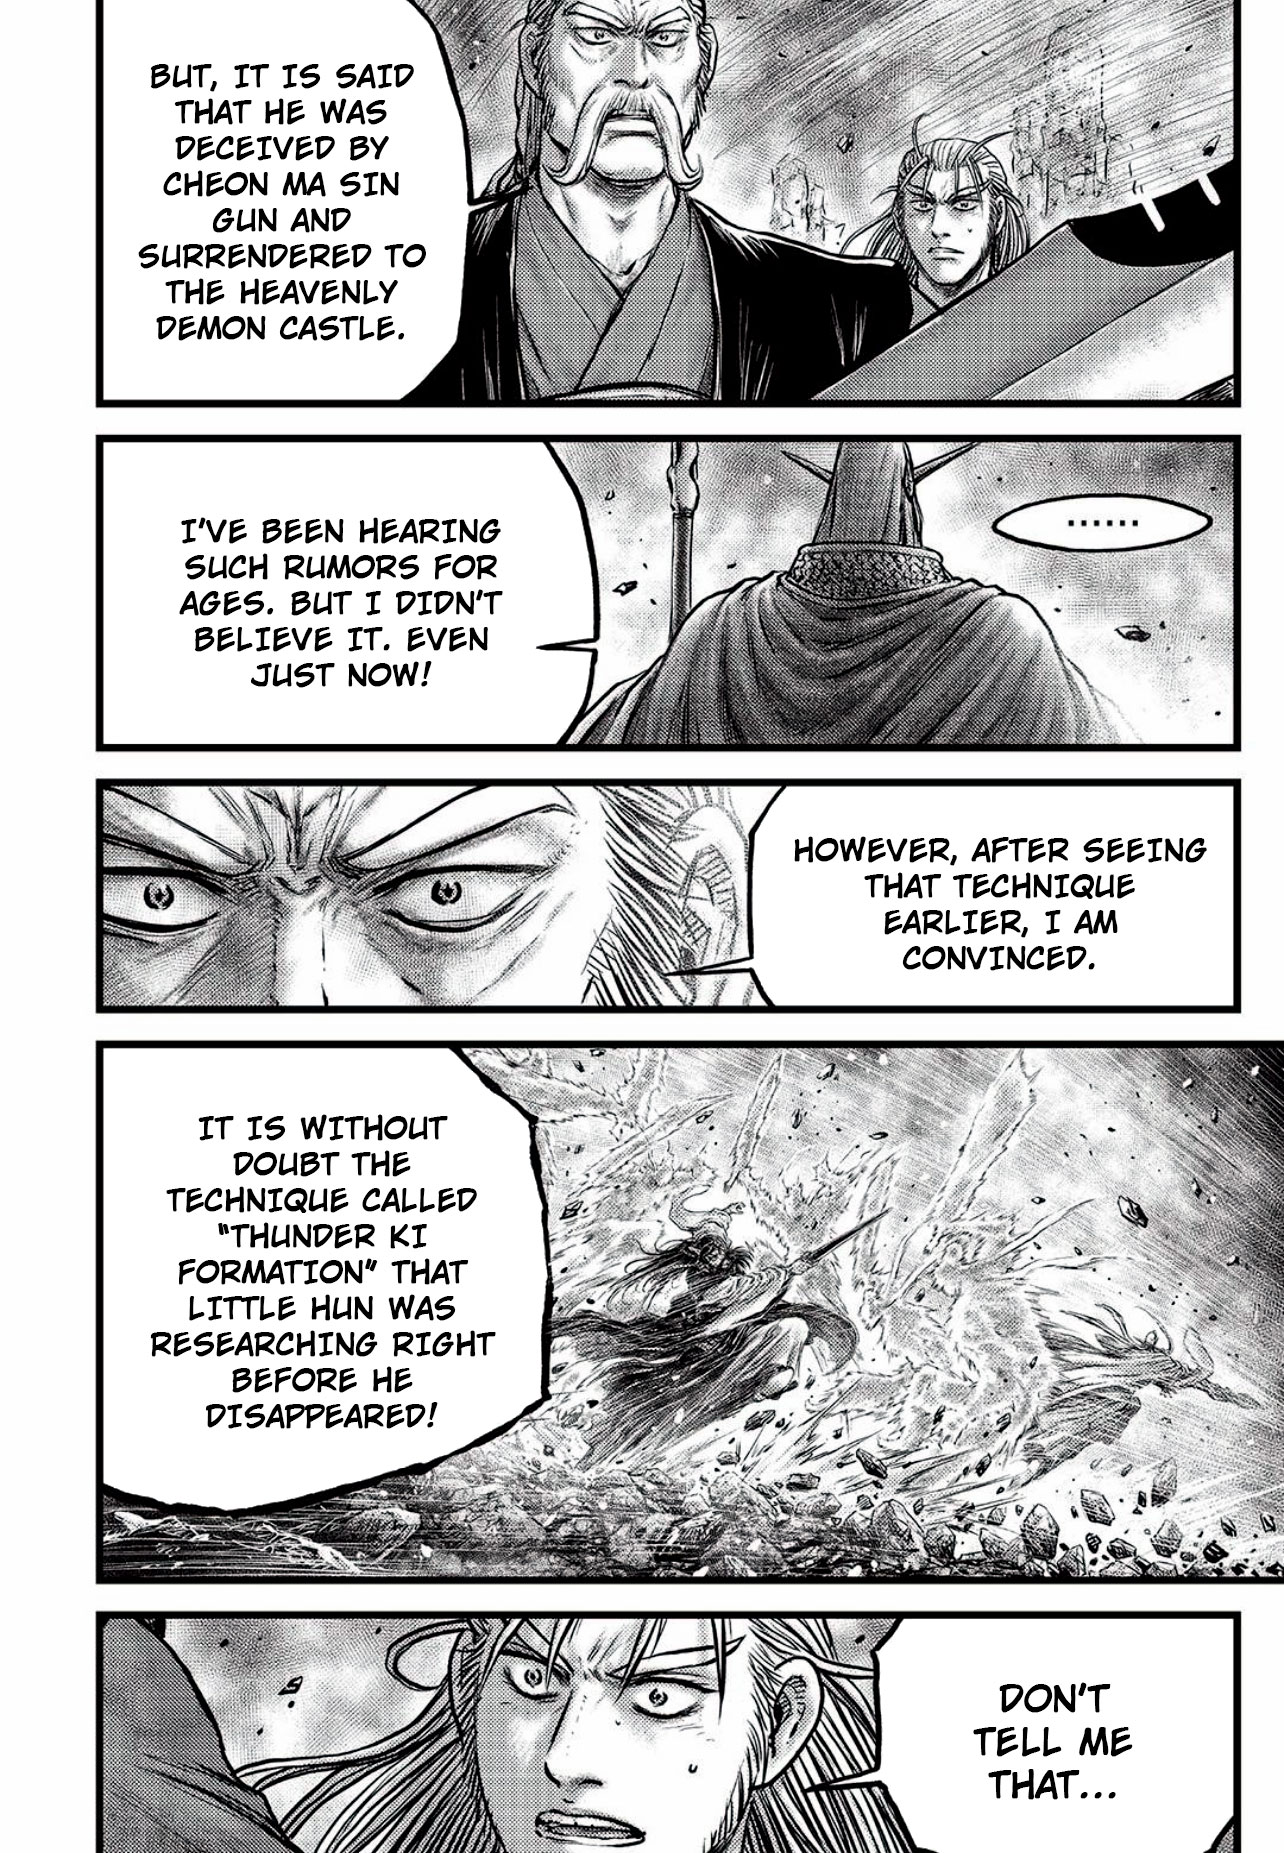 BUT, IT IS SAID
THAT HE WAS
DECEIVED BY
CHEON MA SIN
GUN AND
SURRENDERED TO
THE HEAVENLY
DEMON CASTLE.
......
I'VE BEEN HEARING
SUCH RUMORS FOR
AGES. BUT I DIDN'T
BELIEVE IT. EVEN
JUST NOW!
HOWEVER, AFTER SEEING
THAT TECHNIQUE
EARLIER, I AM
CONVINCED.
IT IS WITHOUT
DOUBT THE
TECHNIQUE CALLED
"THUNDER KI
FORMATION" THAT
LITTLE HUN WAS
RESEARCHING RIGHT
BEFORE HE
DISAPPEARED!
DON'T
TELL ME
THAT...